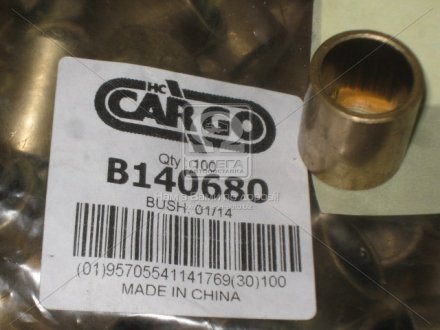 HC
CARGO
Qty. 100
B140680
BUSH. 01/14
(01)95705541141769(30)100
MADE IN CHINA